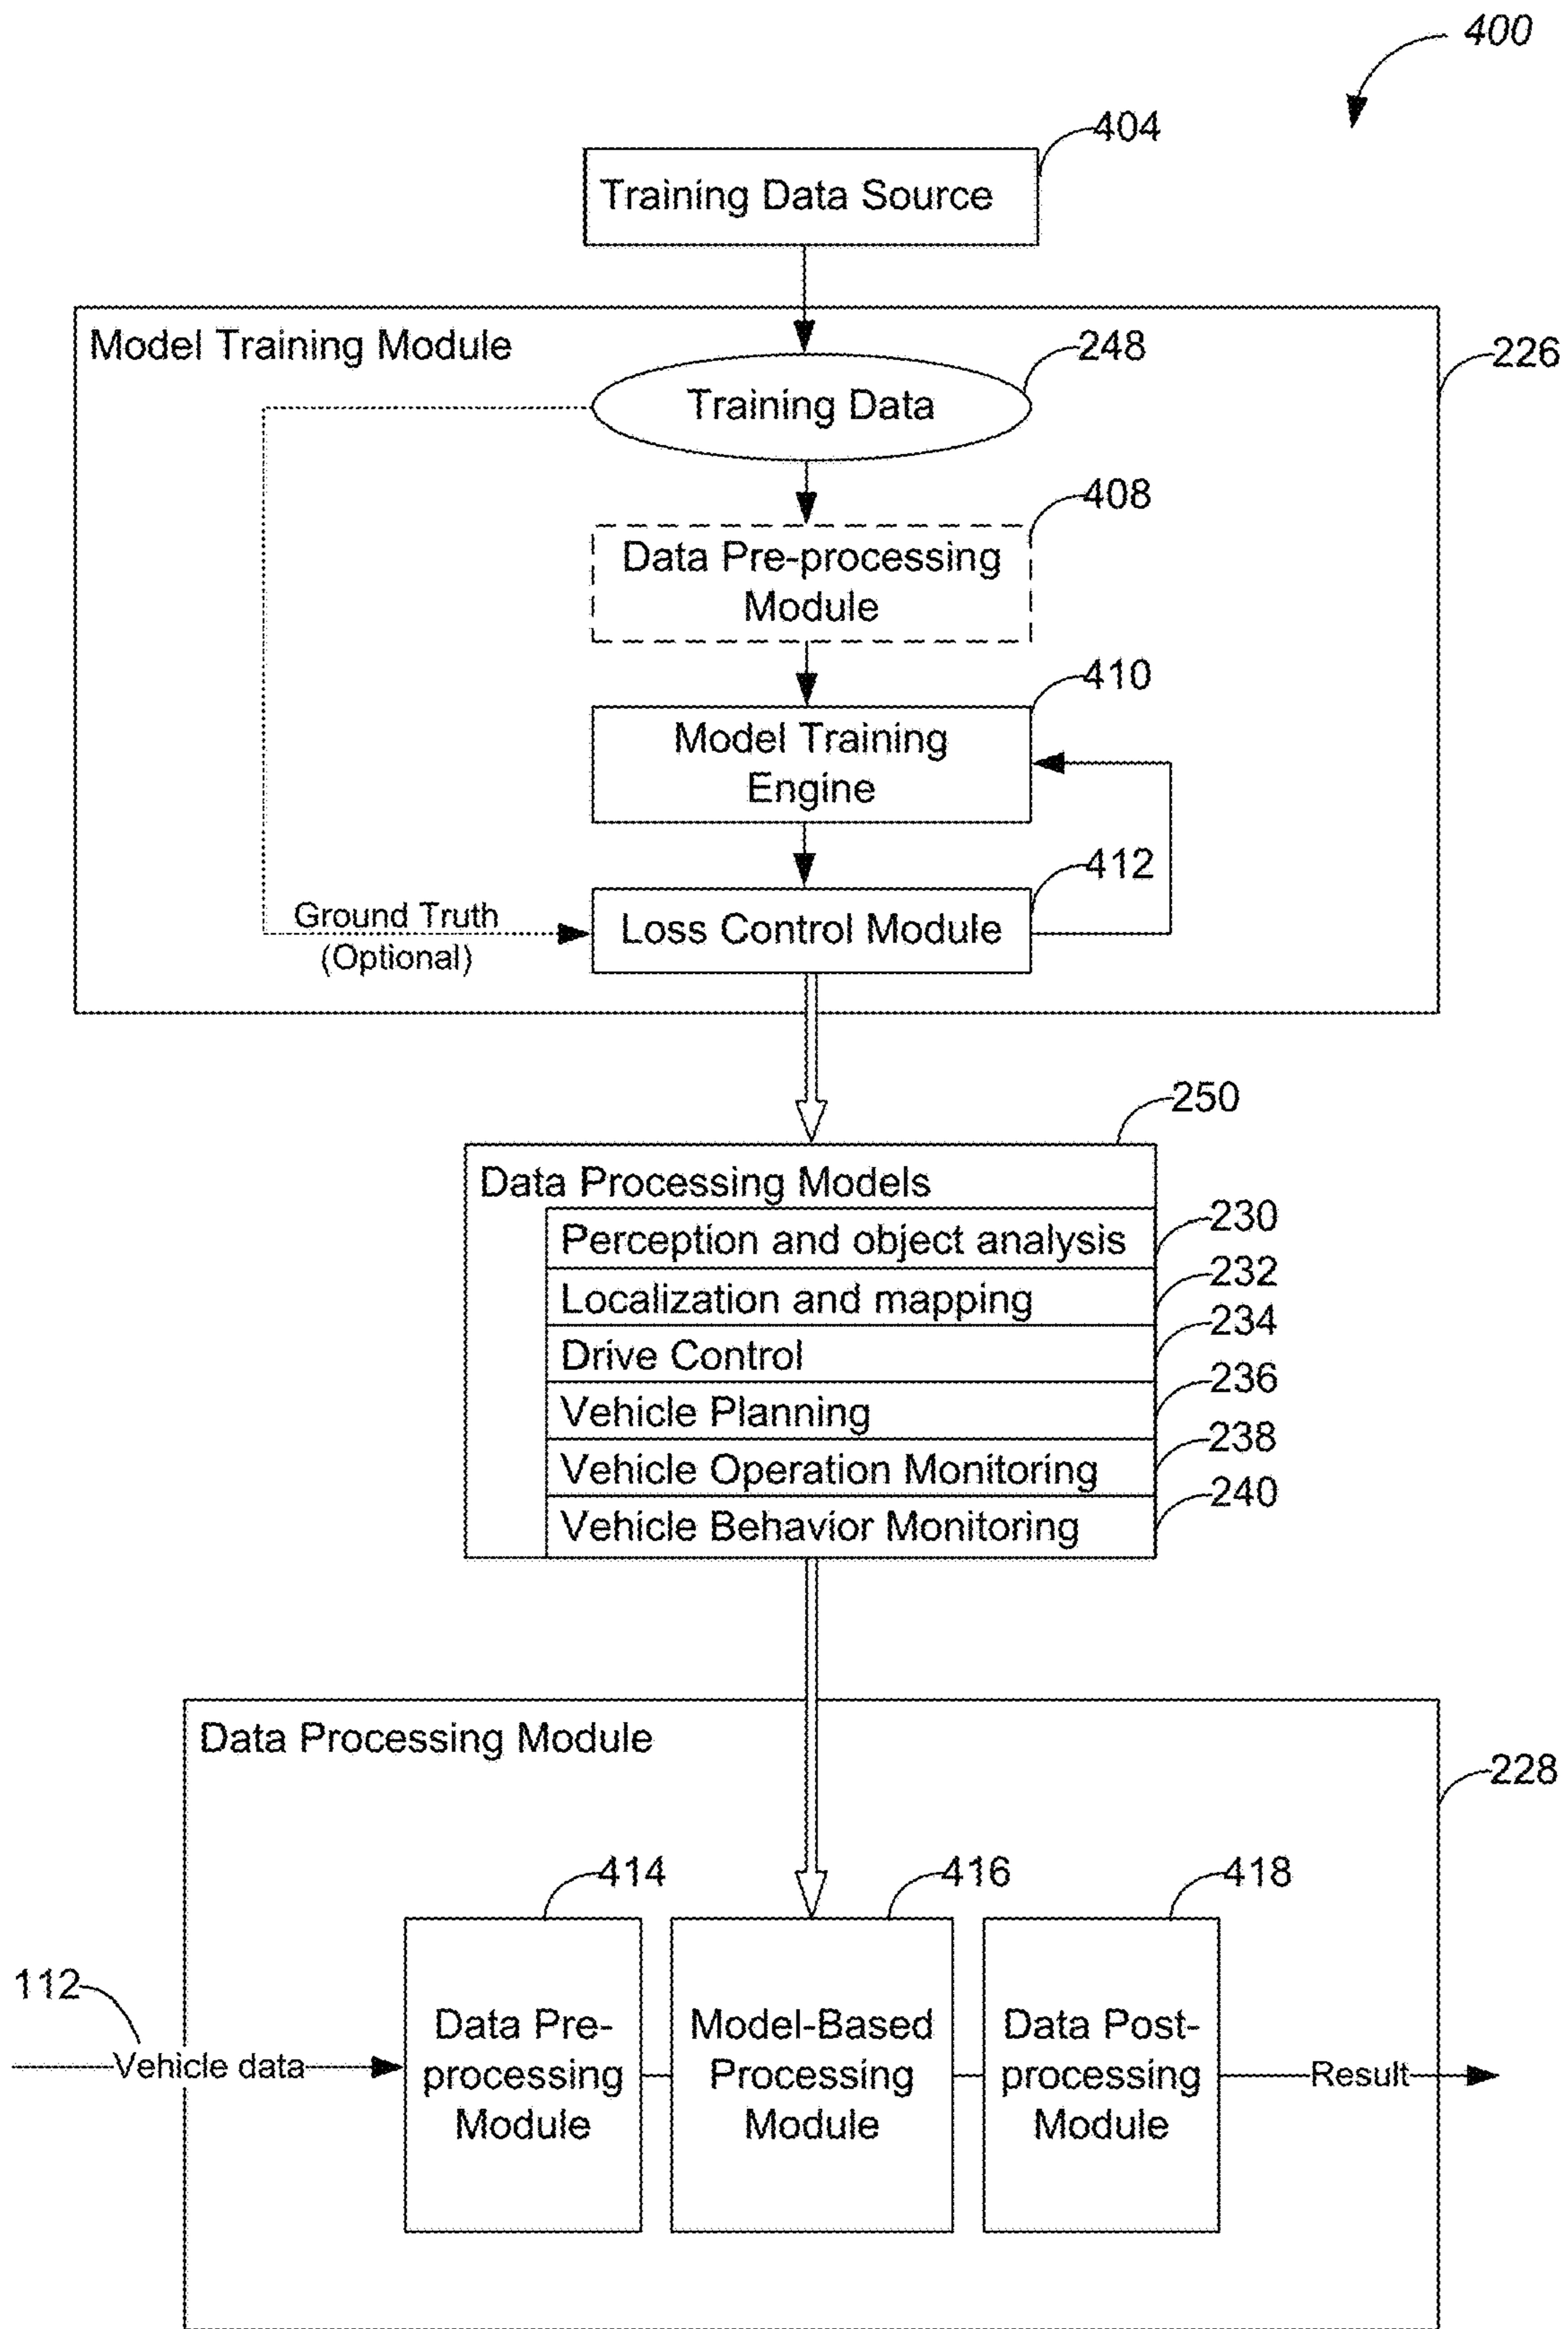 400
404
Training Data Source
Model Training Module
226
248
Training Data
408
Data Pre-processing
Module
410
Model Training
Engine
412
Ground Truth
(Optional)
Loss Control Module
250
Data Processing Models
Perception and object analysis
230
Localization and mapping
232
Drive Control
234
Vehicle Planning
236
Vehicle Operation Monitoring
238
Vehicle Behavior Monitoring
240
Data Processing Module
228
414
416
418
112
Vehicle data
Data Pre-
processing
Module
Model-Based
Processing
Module
Data Post-
processing
Module
Result